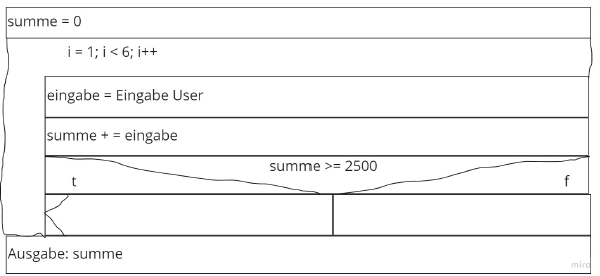 summe = 0
i = 1; i < 6; i++
eingabe = Eingabe User
summe + = eingabe
summe >= 2500
t f
Ausgabe: summe
miro